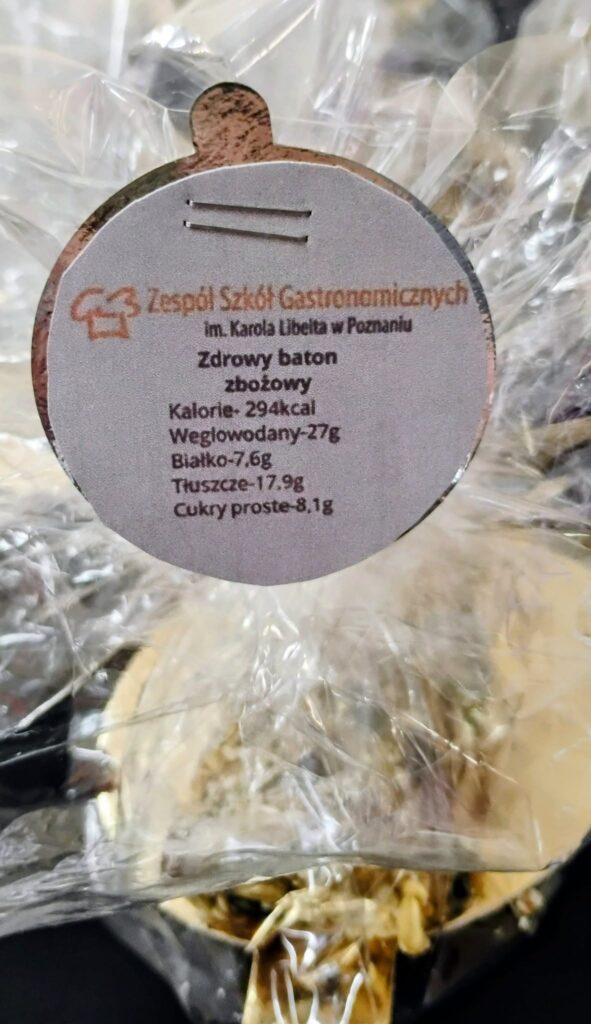 Zespół Szkół Gastronomicznych
im. Karola Libelta w Poznaniu
Zdrowy baton
zbożowy
Kalorie- 294kcal
Węglowodany-27g
Białko-7,6g
Tłuszcze-17,9g
Cukry proste-8,1g